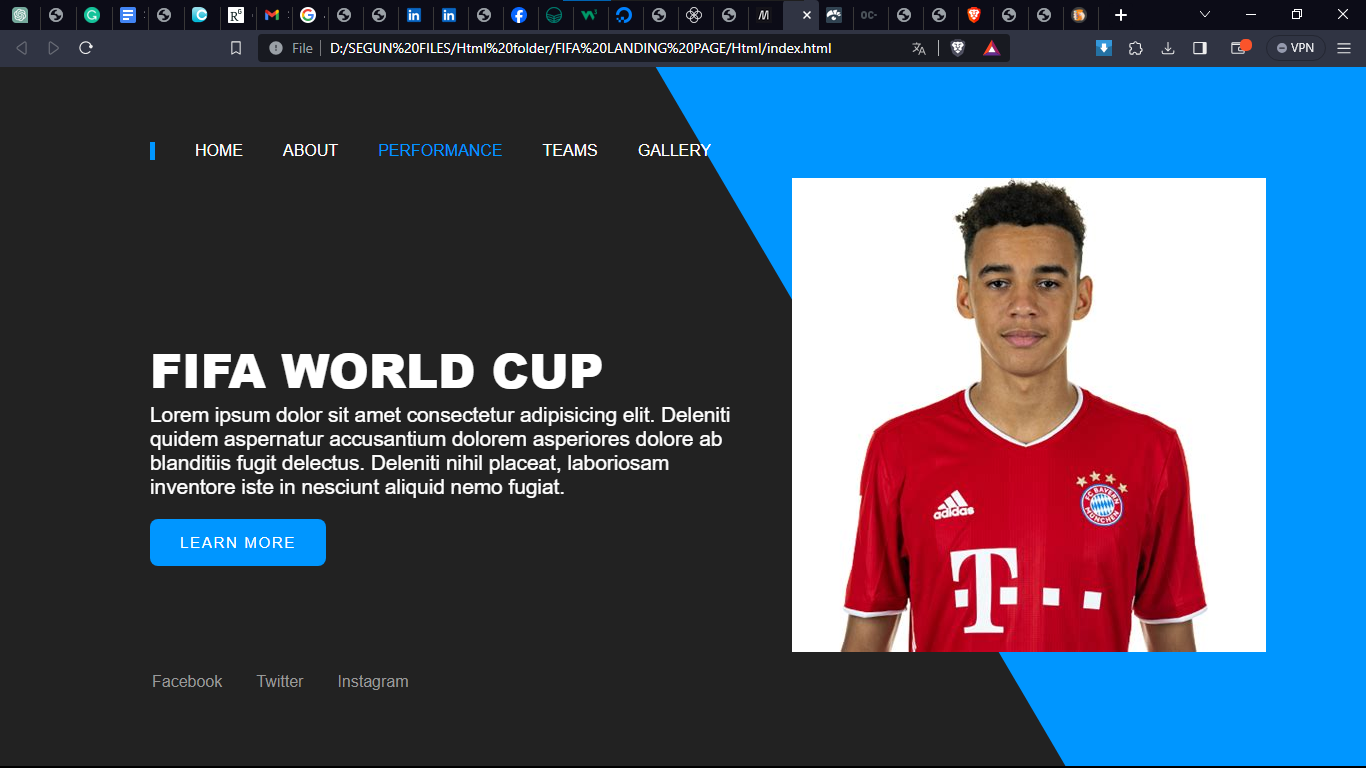 File
D:/SEGUN%20FILES/Html%20folder/FIFA%20LANDING%20PAGE/Html/index.html
VPN
HOME ABOUT PERFORMANCE TEAMS GALLERY
FIFA WORLD CUP
Lorem ipsum dolor sit amet consectetur adipisicing elit. Deleniti
quidem aspernatur accusantium dolorem asperiores dolore ab
blanditiis fugit delectus. Deleniti nihil placeat, laboriosam
inventore iste in nesciunt aliquid nemo fugiat.
LEARN MORE
adidas
FC BAYERN
MÜNCHEN
T
Facebook Twitter Instagram